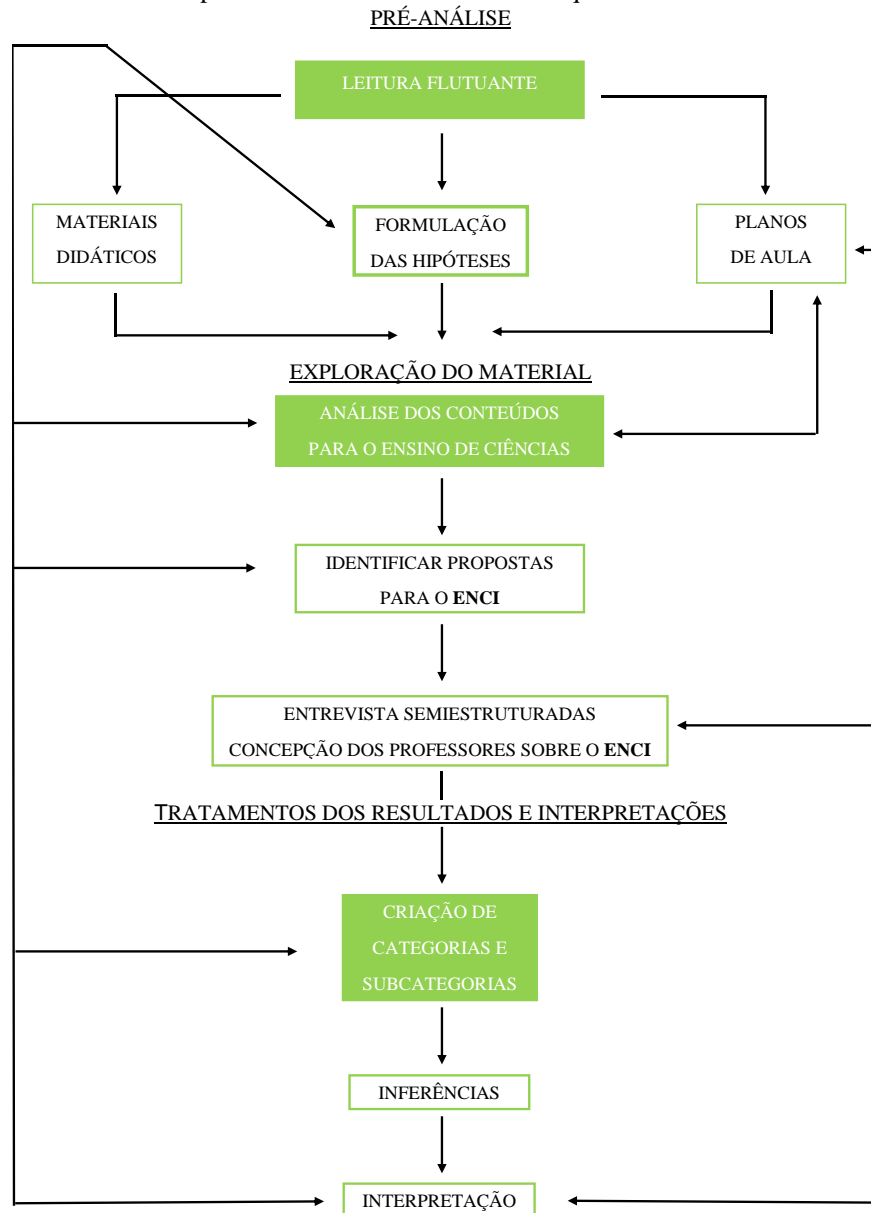 PRÉ-ANÁLISE
LEITURA FLUTUANTE
MATERIAIS
DIDÁTICOS
FORMULAÇÃO
DAS HIPÓTESES
PLANOS
DE AULA
EXPLORAÇÃO DO MATERIAL
ANÁLISE DOS CONTEÚDOS
PARA O ENSINO DE CIÊNCIAS
IDENTIFICAR PROPOSTAS
PARA O ENCI
ENTREVISTA SEMIESTRUTURADAS
CONCEPÇÃO DOS PROFESSORES SOBRE O ENCI
TRATAMENTOS DOS RESULTADOS E INTERPRETAÇÕES
CRIAÇÃO DE
CATEGORIAS E
SUBCATEGORIAS
INFERÊNCIAS
INTERPRETAÇÃO